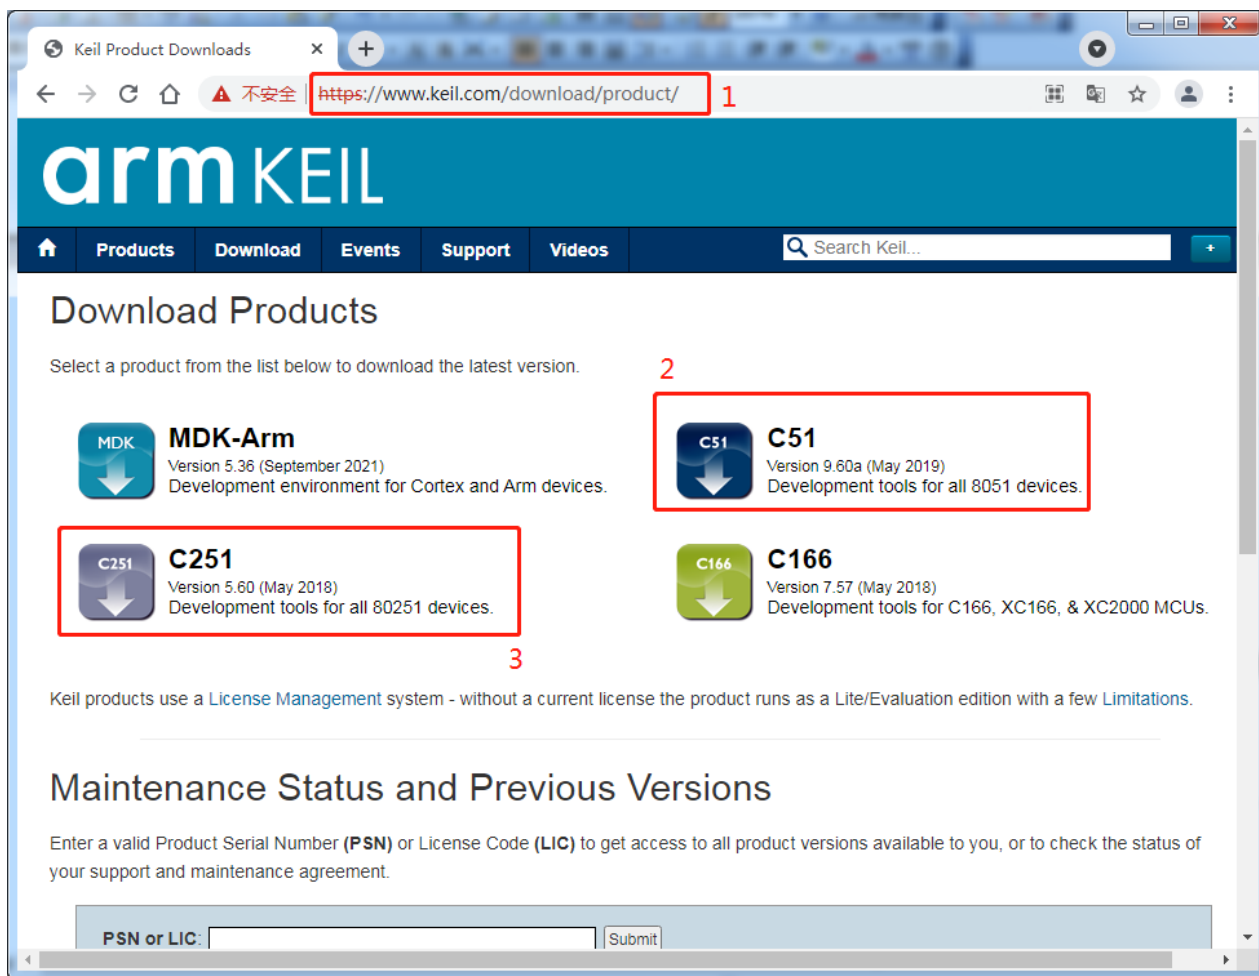 Keil Product Downloads
不安全 https://www.keil.com/download/product/ 1
arm KEIL
Products Download Events Support Videos Search Keil...
Download Products
Select a product from the list below to download the latest version.
2
MDK
MDK-Arm
Version 5.36 (September 2021)
Development environment for Cortex and Arm devices.
C51
C51
Version 9.60a (May 2019)
Development tools for all 8051 devices.
C251
C251
Version 5.60 (May 2018)
Development tools for all 80251 devices.
C166
C166
Version 7.57 (May 2018)
Development tools for C166, XC166, & XC2000 MCUs.
3
Keil products use a License Management system - without a current license the product runs as a Lite/Evaluation edition with a few Limitations.
Maintenance Status and Previous Versions
Enter a valid Product Serial Number (PSN) or License Code (LIC) to get access to all product versions available to you, or to check the status of
your support and maintenance agreement.
PSN or LIC: Submit